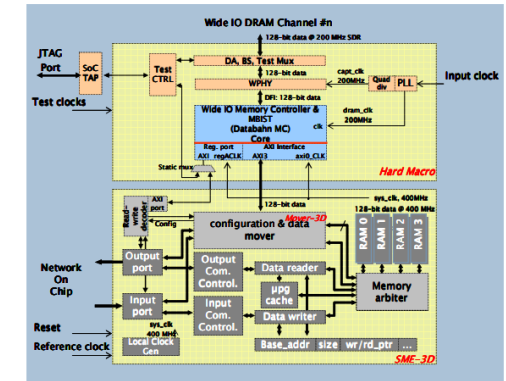 Wide IO DRAM Channel #n
128-bit data @ 200 MHz SDR
JTAG
Port
SoC
TAP
Test
CTRL
DA, BS, Test Mux
128-bit data
WPHY
capt_clk
200MHz
Quad
div
PLL
Input clock
DFI: 128-bit data
Test clocks
Wide IO Memory Controller &
MBIST
(Databahn MC)
Core
clk
dram_clk
200MHz
Reg. port
AXI Interface
AXI regACLK
AXI3
axi0_CLK
Static mux
Hard Macro
AXI
port
128-bit data
sys_clk, 400MHz
128-bit data @ 400 MHz
Read-
write
decoder
Config
Mover-3D
configuration & data
mover
RAM 0
RAM 1
RAM 2
RAM 3
Network
On
Chip
Output
port
Output
Com.
Control.
Data reader
Memory
arbiter
µpg
cache
Input
port
Input
Com.
Control.
Data writer
Reset
sys_clk
400 MHz
Reference clock
Local Clock
Gen
Base_addr
size
wr/rd_ptr
...
SME-3D